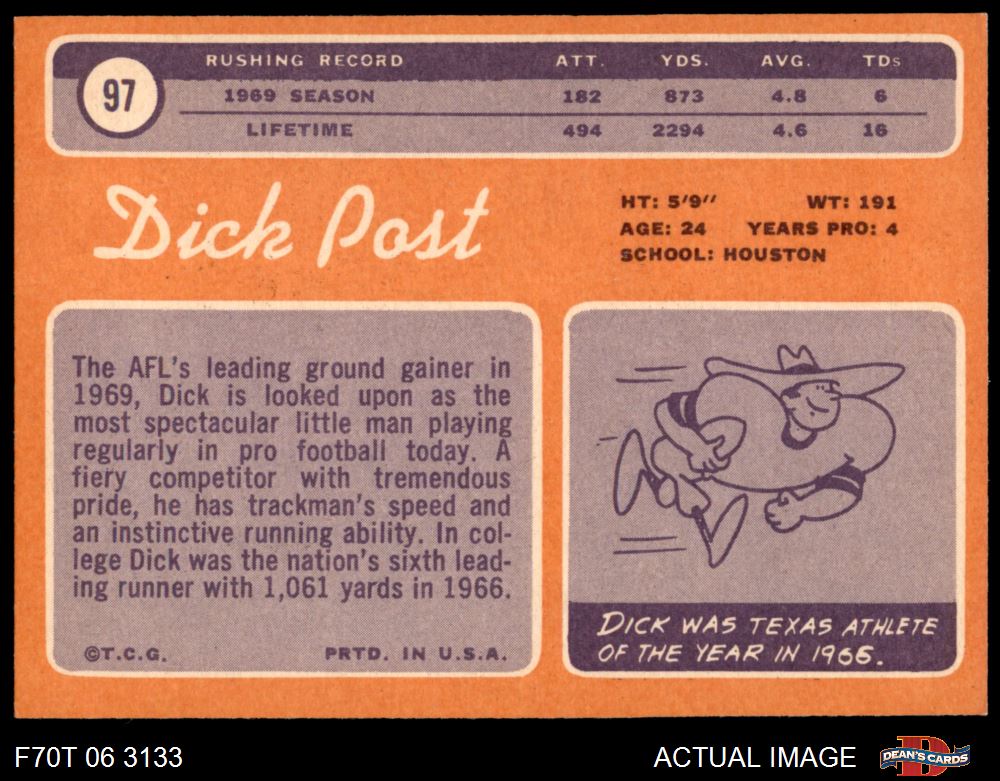 97
RUSHING RECORD ATT. YDS. AVG. TDs
1969 SEASON 182 873 4.8 6
LIFETIME 494 2294 4.6 16
Dick Post
HT: 5'9" WT: 191
AGE: 24 YEARS PRO: 4
SCHOOL: HOUSTON
The AFL's leading ground gainer in
1969, Dick is looked upon as the
most spectacular little man playing
regularly in pro football today. A
fiery competitor with tremendous
pride, he has trackman's speed and
an instinctive running ability. In col-
lege Dick was the nation's sixth lead-
ing runner with 1,061 yards in 1966.
©T.C.G. PRTD. IN U.S.A.
DICK WAS TEXAS ATHLETE
OF THE YEAR IN 1966.
F70T 06 3133
ACTUAL IMAGE
DEAN'S CARDS